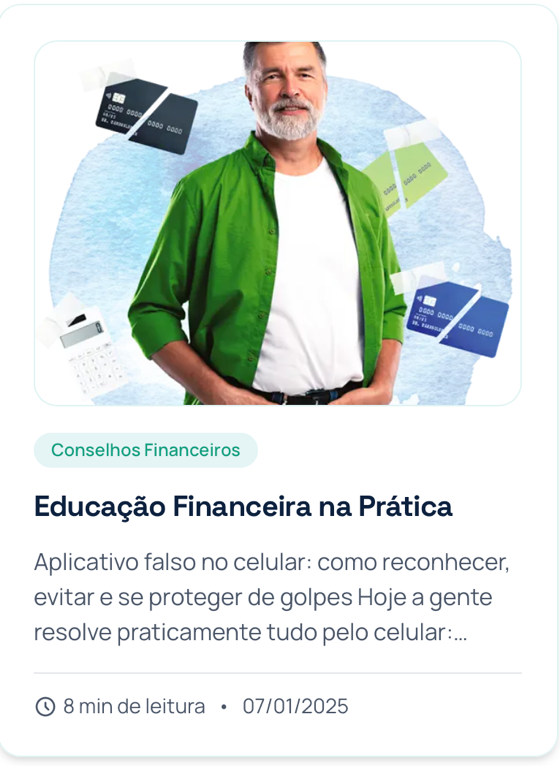 Conselhos Financeiros
Educação Financeira na Prática
Aplicativo falso no celular: como reconhecer,
evitar e se proteger de golpes Hoje a gente
resolve praticamente tudo pelo celular:...
8 min de leitura • 07/01/2025